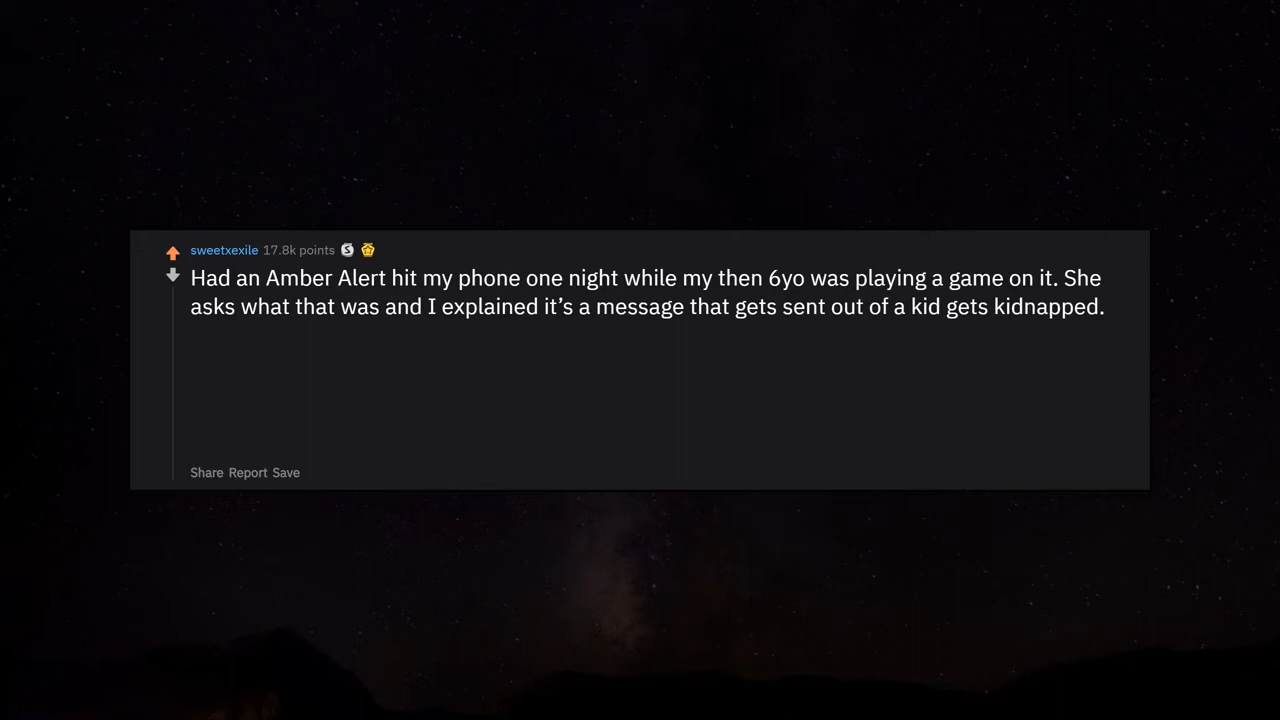 sweetxexile 17.8k points
Had an Amber Alert hit my phone one night while my then 6yo was playing a game on it. She
asks what that was and I explained it’s a message that gets sent out of a kid gets kidnapped.
Share Report Save